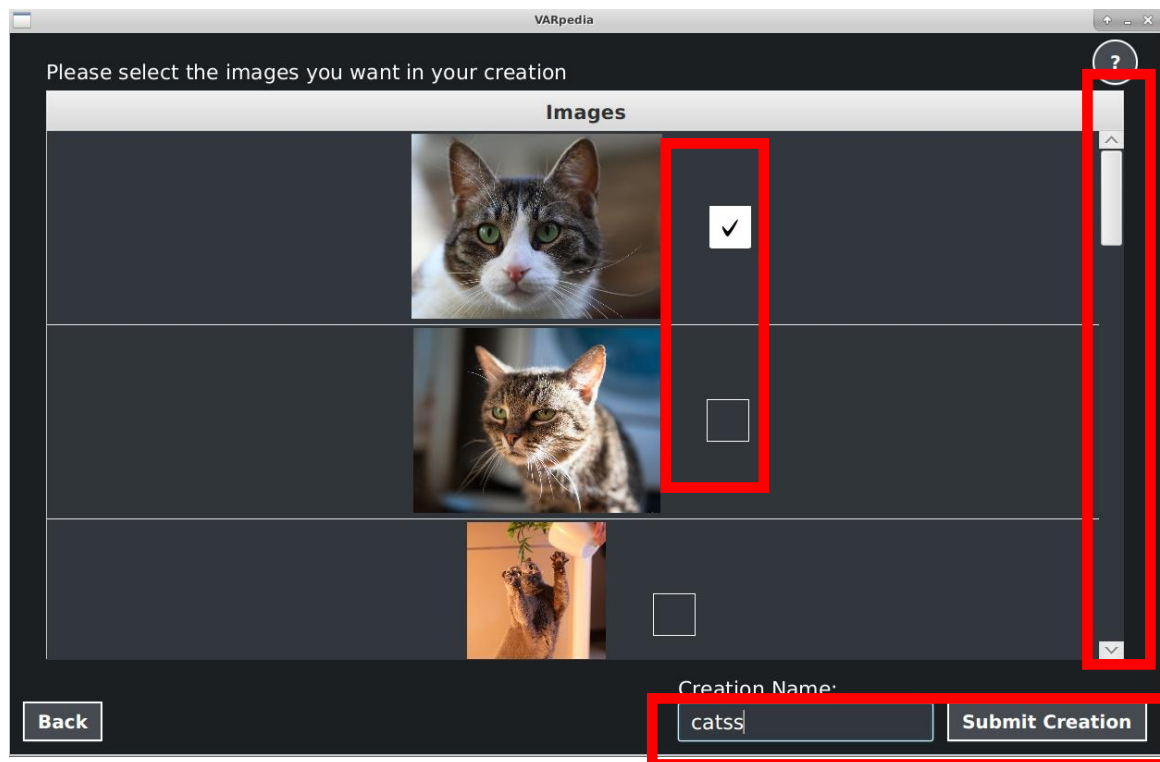 VARpedia
?
Please select the images you want in your creation
Images
Creation Name:
Back
catss
Submit Creation